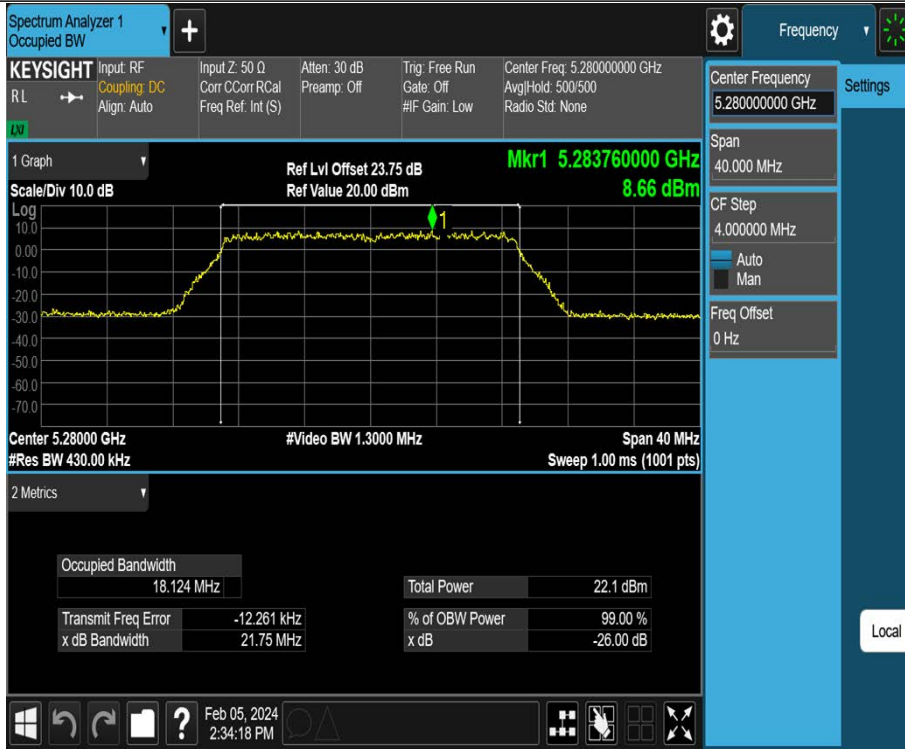 Spectrum Analyzer 1
Occupied BW
+
Frequency
KEYSIGHT
RL
LXI
Input: RF
Coupling: DC
Align: Auto
Input Z: 50 Ω
Corr CCorr RCal
Freq Ref: Int (S)
Atten: 30 dB
Preamp: Off
Trig: Free Run
Gate: Off
#IF Gain: Low
Center Freq: 5.280000000 GHz
Avg|Hold: 500/500
Radio Std: None
Center Frequency
5.280000000 GHz
Settings
Span
40.000 MHz
CF Step
4.000000 MHz
Auto
Man
Freq Offset
0 Hz
1 Graph
Scale/Div 10.0 dB
Ref Lvl Offset 23.75 dB
Ref Value 20.00 dBm
Mkr1 5.283760000 GHz
8.66 dBm
Log
10.0
0.00
-10.0
-20.0
-30.0
-40.0
-50.0
-60.0
-70.0
1
Center 5.28000 GHz
#Video BW 1.3000 MHz
Span 40 MHz
#Res BW 430.00 kHz
Sweep 1.00 ms (1001 pts)
2 Metrics
Occupied Bandwidth
18.124 MHz
Total Power 22.1 dBm
Transmit Freq Error -12.261 kHz
% of OBW Power 99.00 %
x dB Bandwidth 21.75 MHz
x dB -26.00 dB
Local
?
Feb 05, 2024
2:34:18 PM